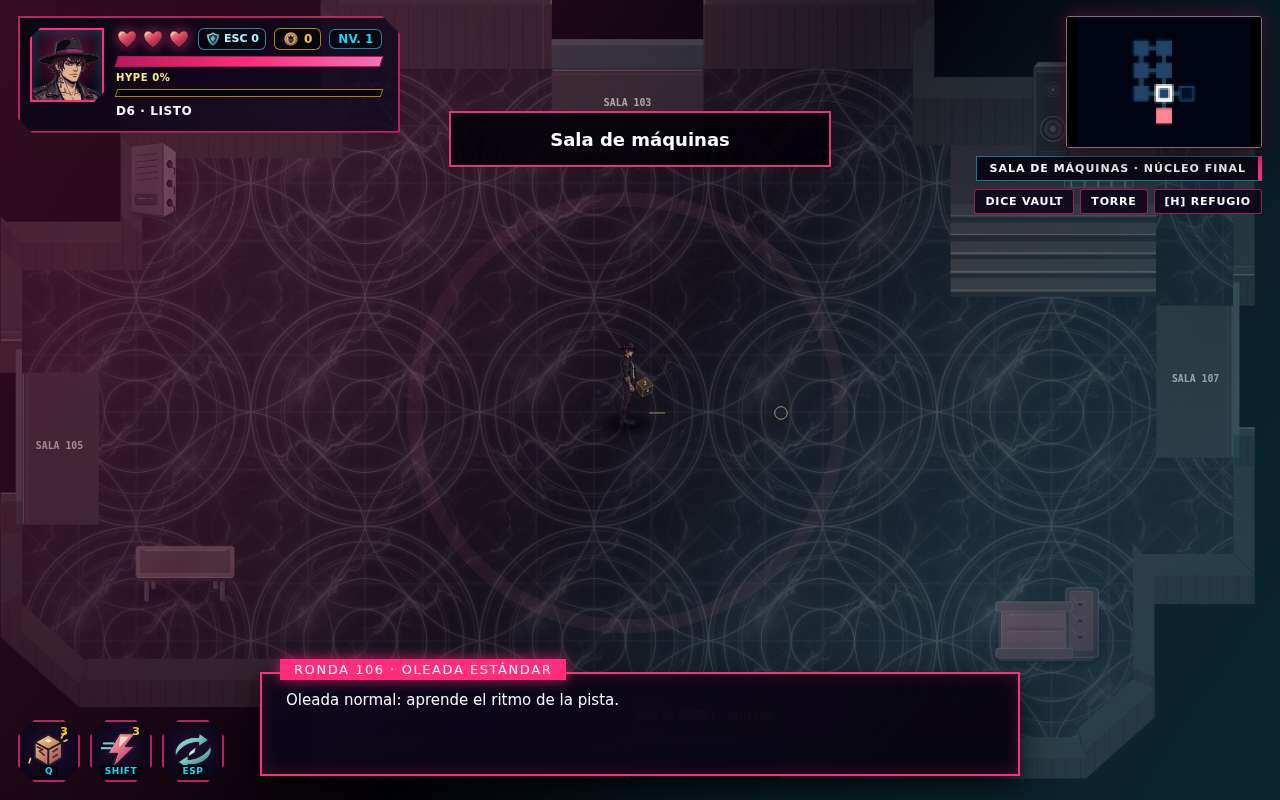 ESC 0
0
NV. 1
HYPE 0%
D6 · LISTO
SALA 103
Sala de máquinas
SALA DE MÁQUINAS · NÚCLEO FINAL
DICE VAULT
TORRE
[H] REFUGIO
SALA 107
SALA 105
RONDA 106 · OLEADA ESTÁNDAR
Oleada normal: aprende el ritmo de la pista.
3
Q
3
SHIFT
ESP